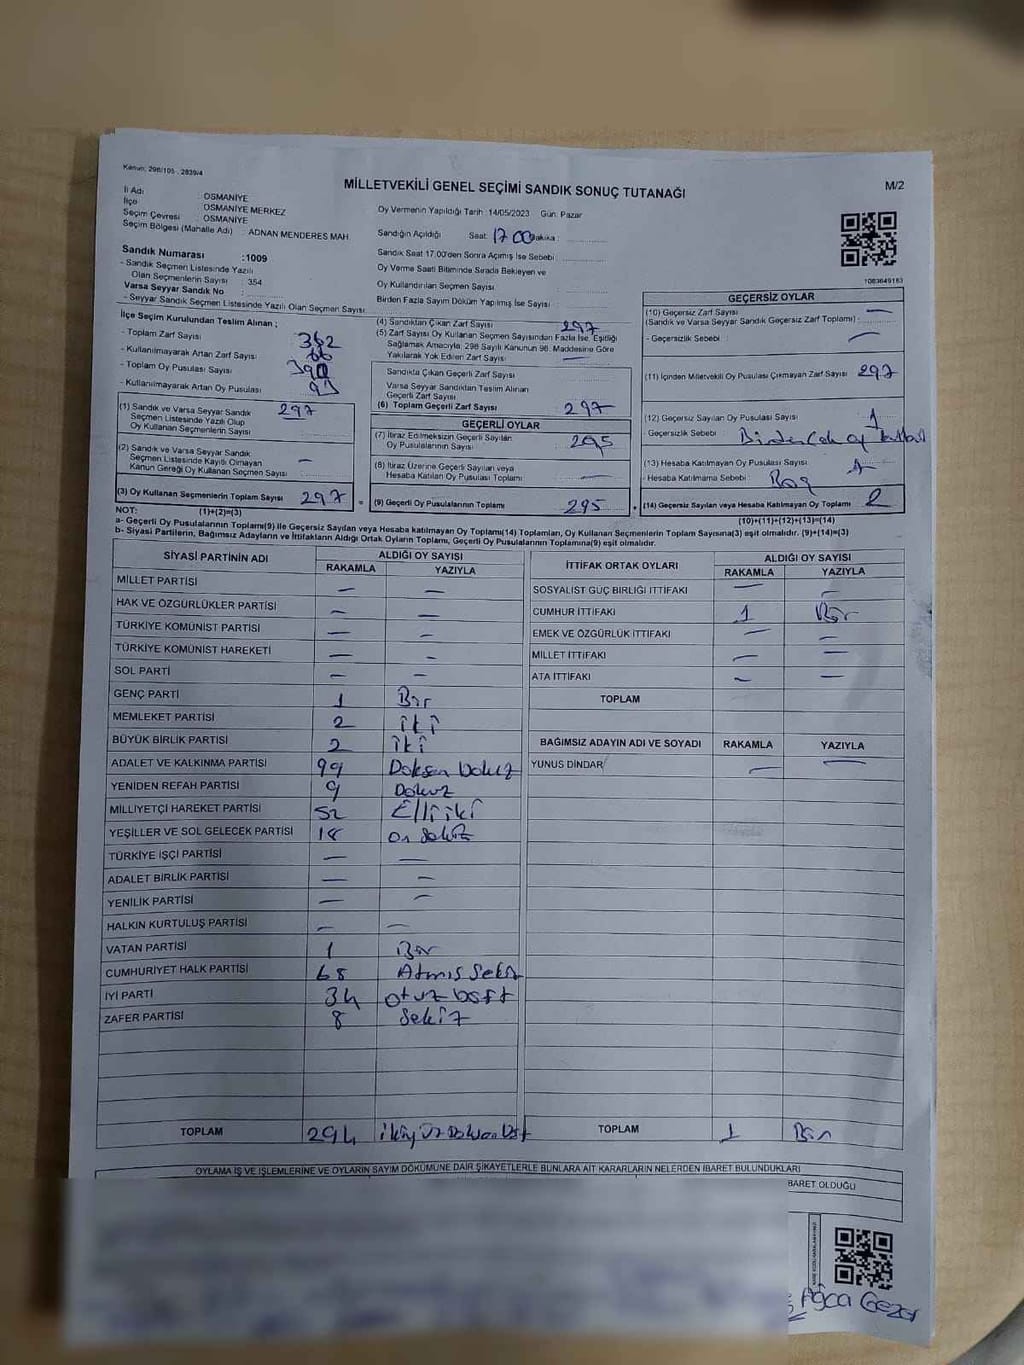 Kanun: 298/105 , 2839/4
MİLLETVEKİLİ GENEL SEÇİMİ SANDIK SONUÇ TUTANAĞI
M/2
İl Adı : OSMANİYE
İlçe : OSMANİYE MERKEZ
Seçim Çevresi : OSMANİYE
Seçim Bölgesi (Mahalle Adı) : ADNAN MENDERES MAH.
Oy Vermenin Yapıldığı Tarih :14/05/2023 Gün: Pazar
Sandığın Açıldığı Saat: 17 00 Dakika :
Sandık Saat 17.00'den Sonra Açılmış İse Sebebi :
Oy Verme Saati Bitiminde Sırada Bekleyen ve
Oy Kullandırılan Seçmen Sayısı :
Birden Fazla Sayım Döküm Yapılmış İse Sayısı :
1083649183
Sandık Numarası :1009
- Sandık Seçmen Listesinde Yazılı
Olan Seçmenlerin Sayısı : 354
Varsa Seyyar Sandık No :
- Seyyar Sandık Seçmen Listesinde Yazılı Olan Seçmen Sayısı
İlçe Seçim Kurulundan Teslim Alınan ;
- Toplam Zarf Sayısı 362
- Kullanılmayarak Artan Zarf Sayısı
- Toplam Oy Pusulası Sayısı
- Kullanılmayarak Artan Oy Pusulası
(1) Sandık ve Varsa Seyyar Sandık 297
Seçmen Listesinde Yazılı Olup
Oy Kullanan Seçmenlerin Sayısı
(2) Sandık ve Varsa Seyyar Sandık
Seçmen Listesinde Kayıtlı Olmayan —
Kanun Gereği Oy Kullanan Seçmen Sayısı
(3) Oy Kullanan Seçmenlerin Toplam Sayısı 297
(1)+(2)=(3)
(4) Sandıktan Çıkan Zarf Sayısı 297
(5) Zarf Sayısı Oy Kullanan Seçmen Sayısından Fazla İse, Eşitliği
Sağlamak Amacıyla; 298 Sayılı Kanunun 98. Maddesine Göre
Yakılarak Yok Edilen Zarf Sayısı —
Sandıkta Çıkan Geçerli Zarf Sayısı
Varsa Seyyar Sandıktan Teslim Alınan
Geçerli Zarf Sayısı
(6) Toplam Geçerli Zarf Sayısı 297
GEÇERLİ OYLAR
(7) İtiraz Edilmeksizin Geçerli Sayılan
Oy Pusulalarının Sayısı 295
(8) İtiraz Üzerine Geçerli Sayılan veya
Hesaba Katılan Oy Pusulası Toplamı —
= (9) Geçerli Oy Pusulalarının Toplamı 295
GEÇERSİZ OYLAR
(10) Geçersiz Zarf Sayısı —
(Sandık ve Varsa Seyyar Sandık Geçersiz Zarf Toplamı) :
- Geçersizlik Sebebi : —
(11) İçinden Milletvekili Oy Pusulası Çıkmayan Zarf Sayısı 297
(12) Geçersiz Sayılan Oy Pusulası Sayısı 1
- Geçersizlik Sebebi : Birden Çok oy
(13) Hesaba Katılmayan Oy Pusulası Sayısı 1
- Hesaba Katılmama Sebebi : Boş
+ (14) Geçersiz Sayılan veya Hesaba Katılmayan Oy Toplamı 2
(10)+(11)+(12)+(13)=(14)
NOT:
a- Geçerli Oy Pusulalarının Toplamı(9) ile Geçersiz Sayılan veya Hesaba katılmayan Oy Toplamı(14) Toplamları, Oy Kullanan Seçmenlerin Toplam Sayısına(3) eşit olmalıdır. (9)+(14)=(3)
b- Siyasi Partilerin, Bağımsız Adayların ve İttifakların Aldığı Ortak Oyların Toplamı, Geçerli Oy Pusulalarının Toplamına(9) eşit olmalıdır.
SİYASİ PARTİNİN ADI ALDIĞI OY SAYISI
RAKAMLA YAZIYLA
MİLLET PARTİSİ — —
HAK VE ÖZGÜRLÜKLER PARTİSİ — —
TÜRKİYE KOMÜNİST PARTİSİ — —
TÜRKİYE KOMÜNİST HAREKETİ — —
SOL PARTİ — —
GENÇ PARTİ 1 Bir
MEMLEKET PARTİSİ 2 İki
BÜYÜK BİRLİK PARTİSİ 2 İki
ADALET VE KALKINMA PARTİSİ 99 Doksan Dokuz
YENİDEN REFAH PARTİSİ 9 Dokuz
MİLLİYETÇİ HAREKET PARTİSİ 52 Elliiki
YEŞİLLER VE SOL GELECEK PARTİSİ 18 on sekiz
TÜRKİYE İŞÇİ PARTİSİ — —
ADALET BİRLİK PARTİSİ — —
YENİLİK PARTİSİ — —
HALKIN KURTULUŞ PARTİSİ — —
VATAN PARTİSİ 1 Bir
CUMHURİYET HALK PARTİSİ 68 Atmış Sekiz
İYİ PARTİ 34 otuz dört
ZAFER PARTİSİ 8 Sekiz
TOPLAM 294 ikiyüz Doksan Dört
İTTİFAK ORTAK OYLARI ALDIĞI OY SAYISI
RAKAMLA YAZIYLA
SOSYALİST GÜÇ BİRLİĞİ İTTİFAKI — —
CUMHUR İTTİFAKI 1 Bir
EMEK VE ÖZGÜRLÜK İTTİFAKI — —
MİLLET İTTİFAKI — —
ATA İTTİFAKI — —
TOPLAM
BAĞIMSIZ ADAYIN ADI VE SOYADI RAKAMLA YAZIYLA
YUNUS DİNDAR — —
TOPLAM 1 Bir
OYLAMA İŞ VE İŞLEMLERİNE VE OYLARIN SAYIM DÖKÜMÜNE DAİR ŞİKAYETLERLE BUNLARA AİT KARARLARIN NELERDEN İBARET BULUNDUKLARI
BARET OLDUĞU
Ağca Gezer